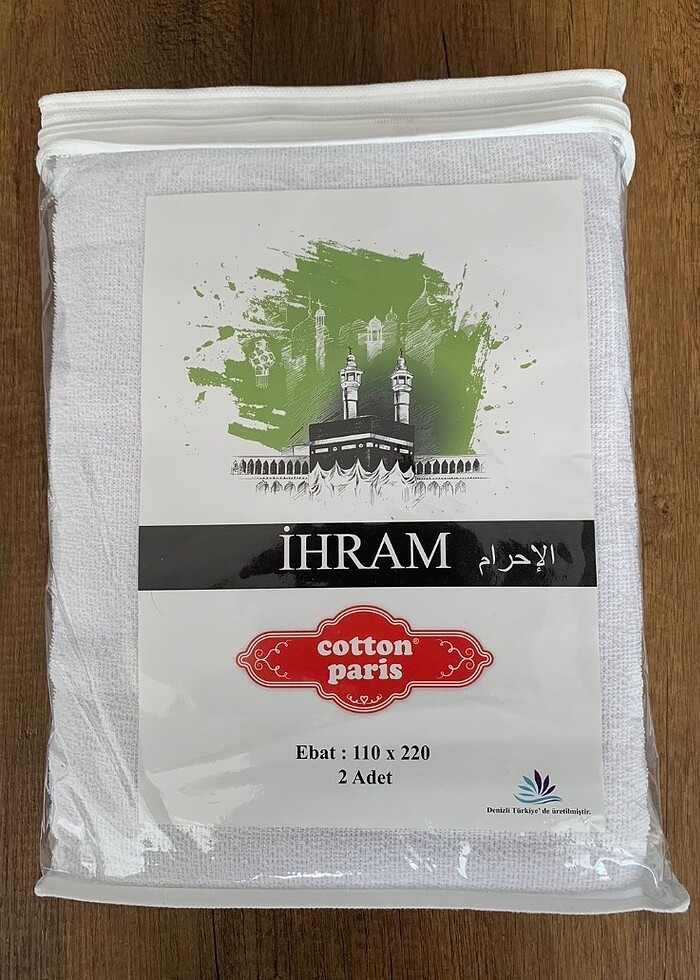 İHRAM الإحرام
cotton®
paris
Ebat : 110 x 220
2 Adet
Denizli Türkiye' de üretilmiştir.